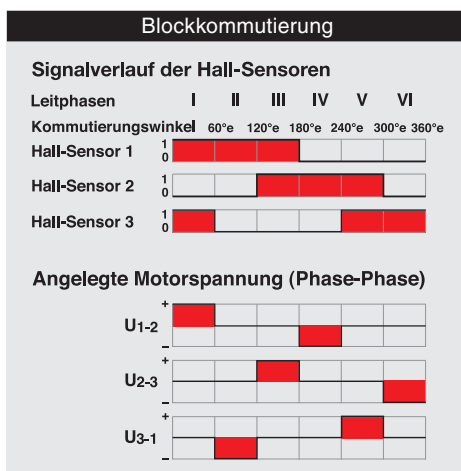 Blockkommutierung
Signalverlauf der Hall-Sensoren
Leitphasen I II III IV V VI
Kommutierungswinkel 60°e 120°e 180°e 240°e 300°e 360°e
Hall-Sensor 1 1 0
Hall-Sensor 2 1 0
Hall-Sensor 3 1 0
Angelegte Motorspannung (Phase-Phase)
+
U1-2
–
+
U2-3
–
+
U3-1
–